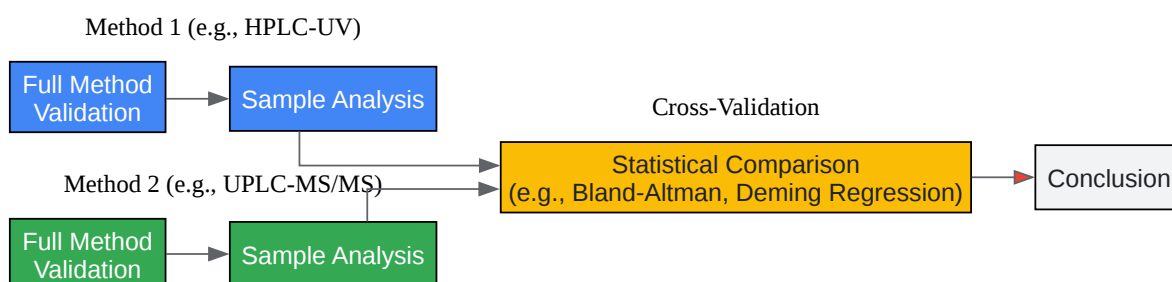 Method 1 (e.g., HPLC-UV)
Full Method
Validation
Sample Analysis
Cross-Validation
Statistical Comparison
(e.g., Bland-Altman, Deming Regression)
Conclusion
Method 2 (e.g., UPLC-MS/MS)
Full Method
Validation
Sample Analysis